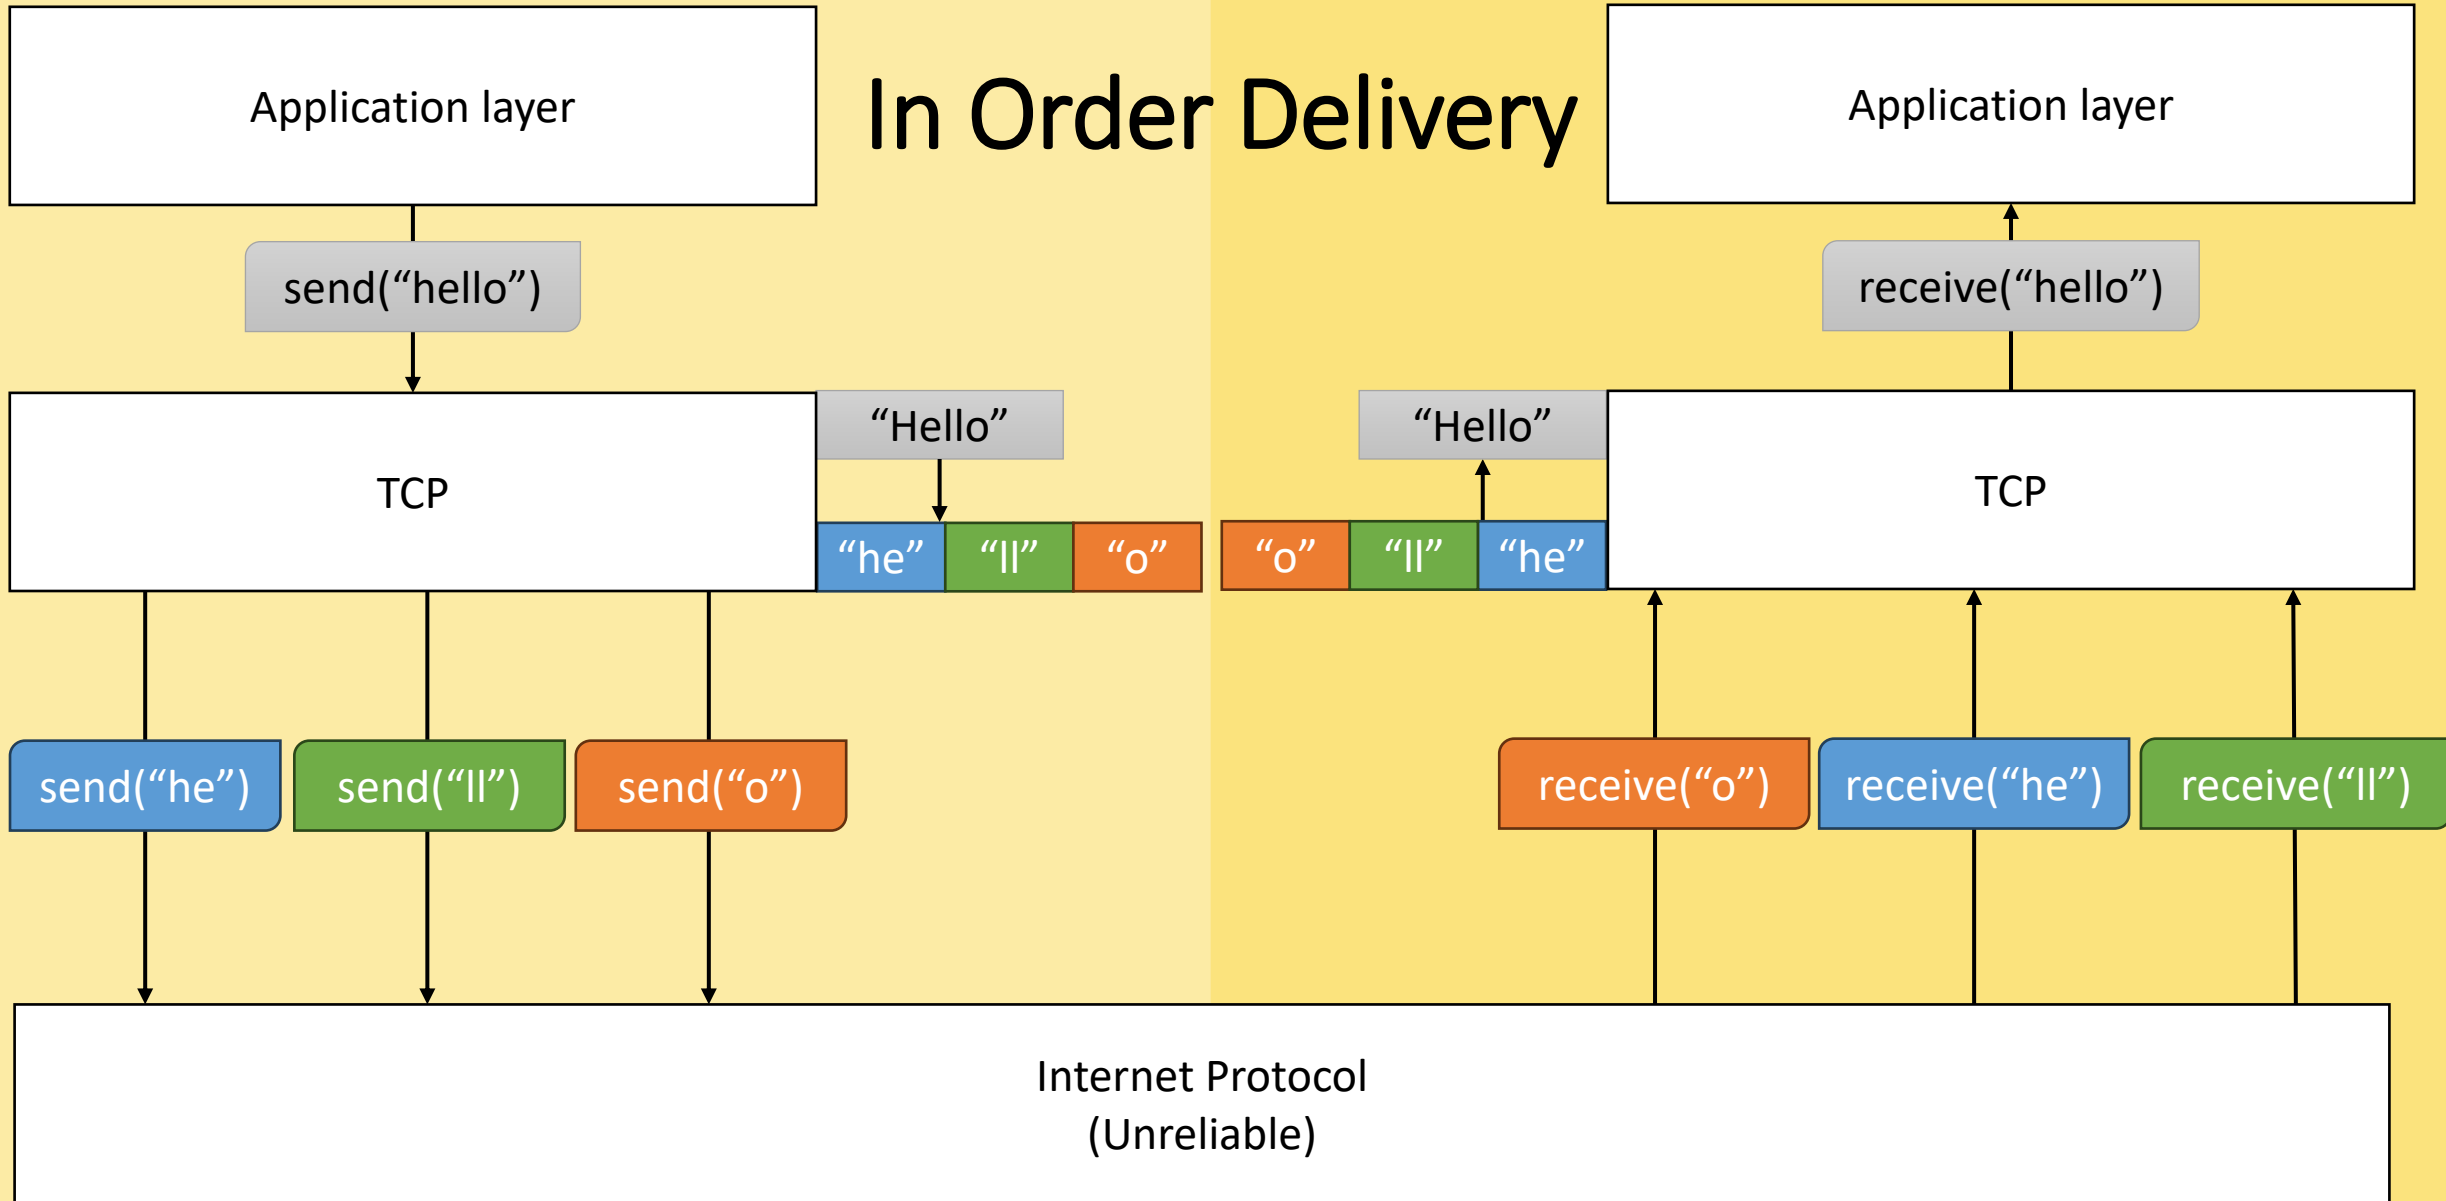 In Order Delivery
Application layer
send(“hello”)
TCP
“Hello”
“he” “ll” “o”
send(“he”) send(“ll”) send(“o”)
Application layer
receive(“hello”)
“Hello”
TCP
“o” “ll” “he”
receive(“o”) receive(“he”) receive(“ll”)
Internet Protocol
(Unreliable)